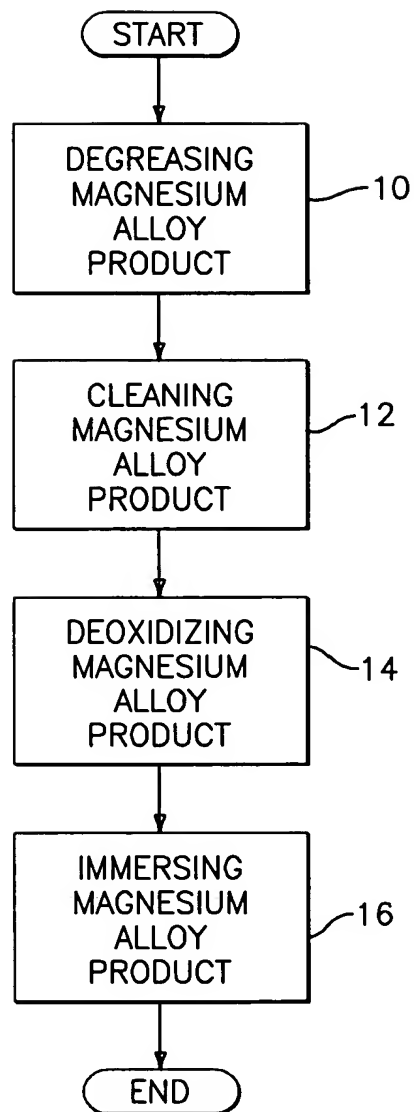 START
DEGREASING
MAGNESIUM
ALLOY
PRODUCT
10
CLEANING
MAGNESIUM
ALLOY
PRODUCT
12
DEOXIDIZING
MAGNESIUM
ALLOY
PRODUCT
14
IMMERSING
MAGNESIUM
ALLOY
PRODUCT
16
END